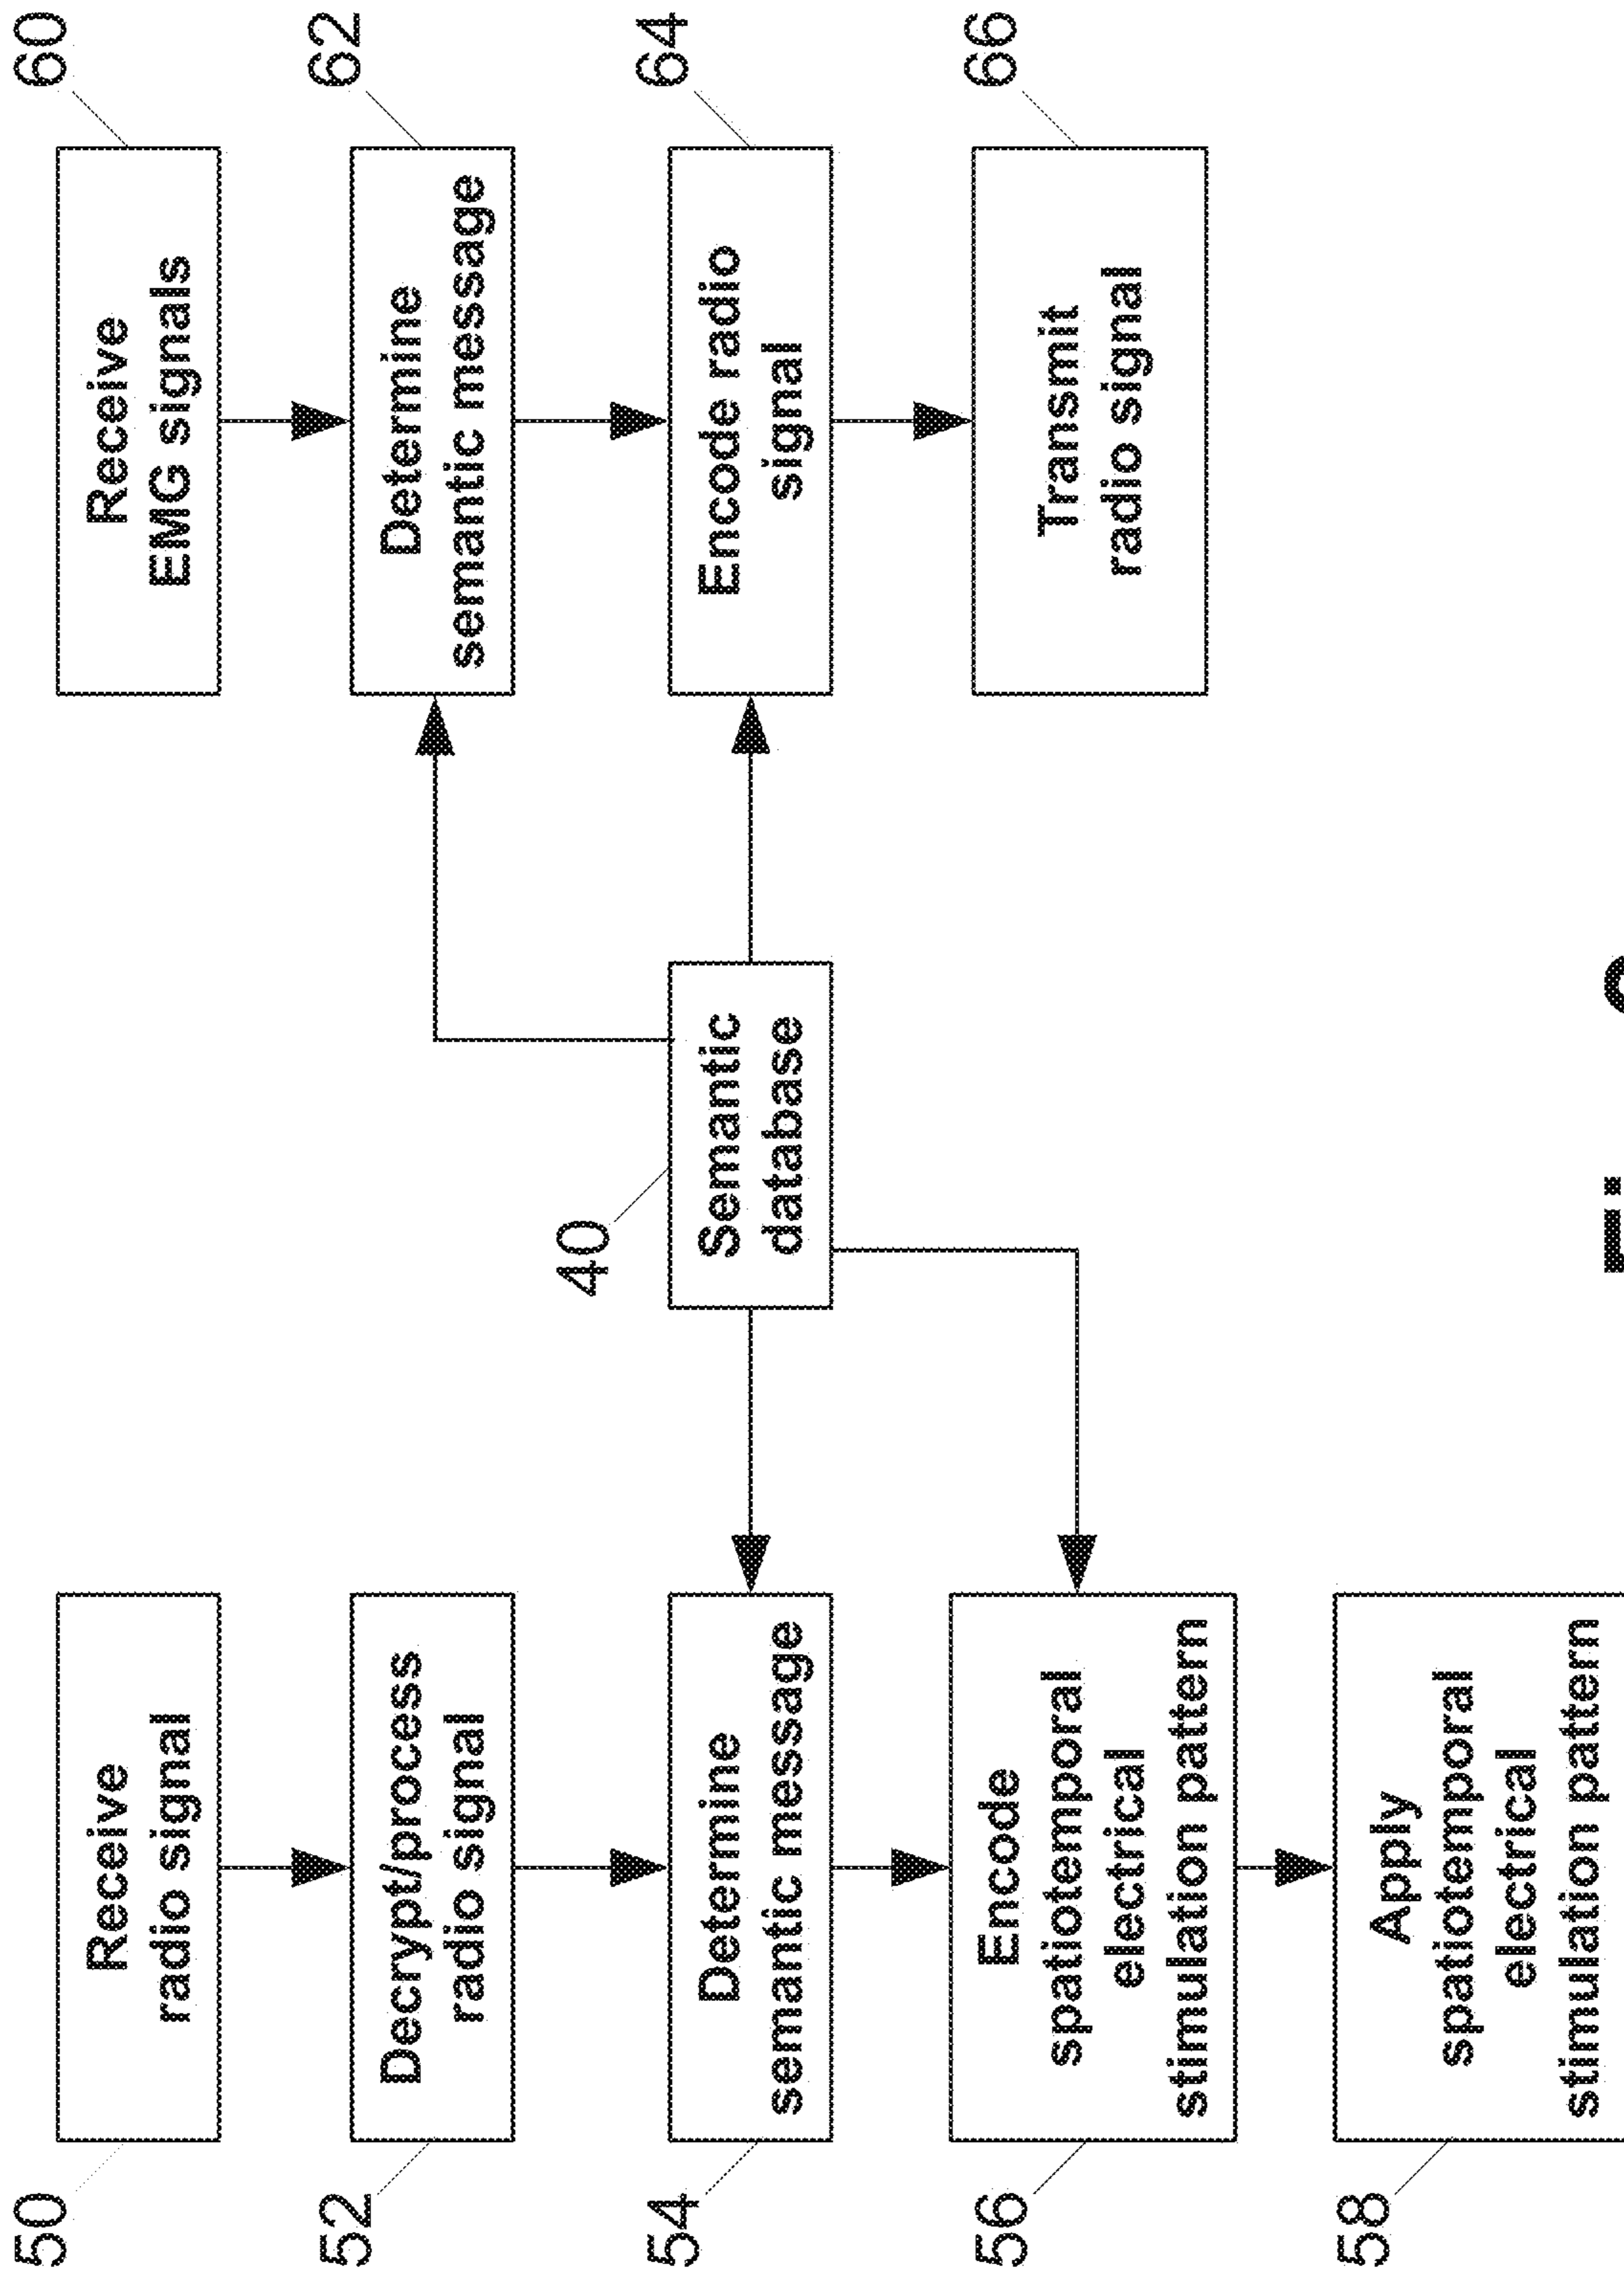 50
Receive
radio signal
52
Decrypt/process
radio signal
54
Determine
semantic message
56
Encode
spatiotemporal
electrical
stimulation pattern
58
Apply
spatiotemporal
electrical
stimulation pattern
40
Semantic
database
60
Receive
EMG signals
62
Determine
semantic message
64
Encode radio
signal
66
Transmit
radio signal